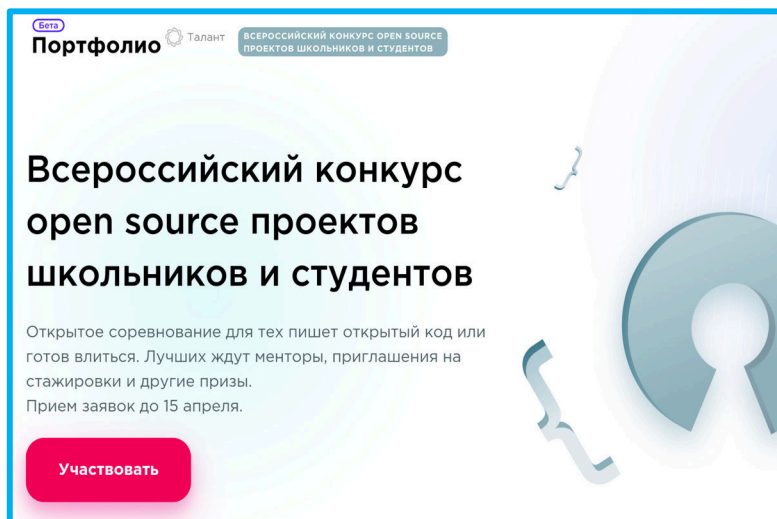 Бета
Портфолио
Талант
ВСЕРОССИЙСКИЙ КОНКУРС OPEN SOURCE
ПРОЕКТОВ ШКОЛЬНИКОВ И СТУДЕНТОВ
Всероссийский конкурс
open source проектов
школьников и студентов
Открытое соревнование для тех пишет открытый код или
готов влиться. Лучших ждут менторы, приглашения на
стажировки и другие призы.
Прием заявок до 15 апреля.
Участвовать